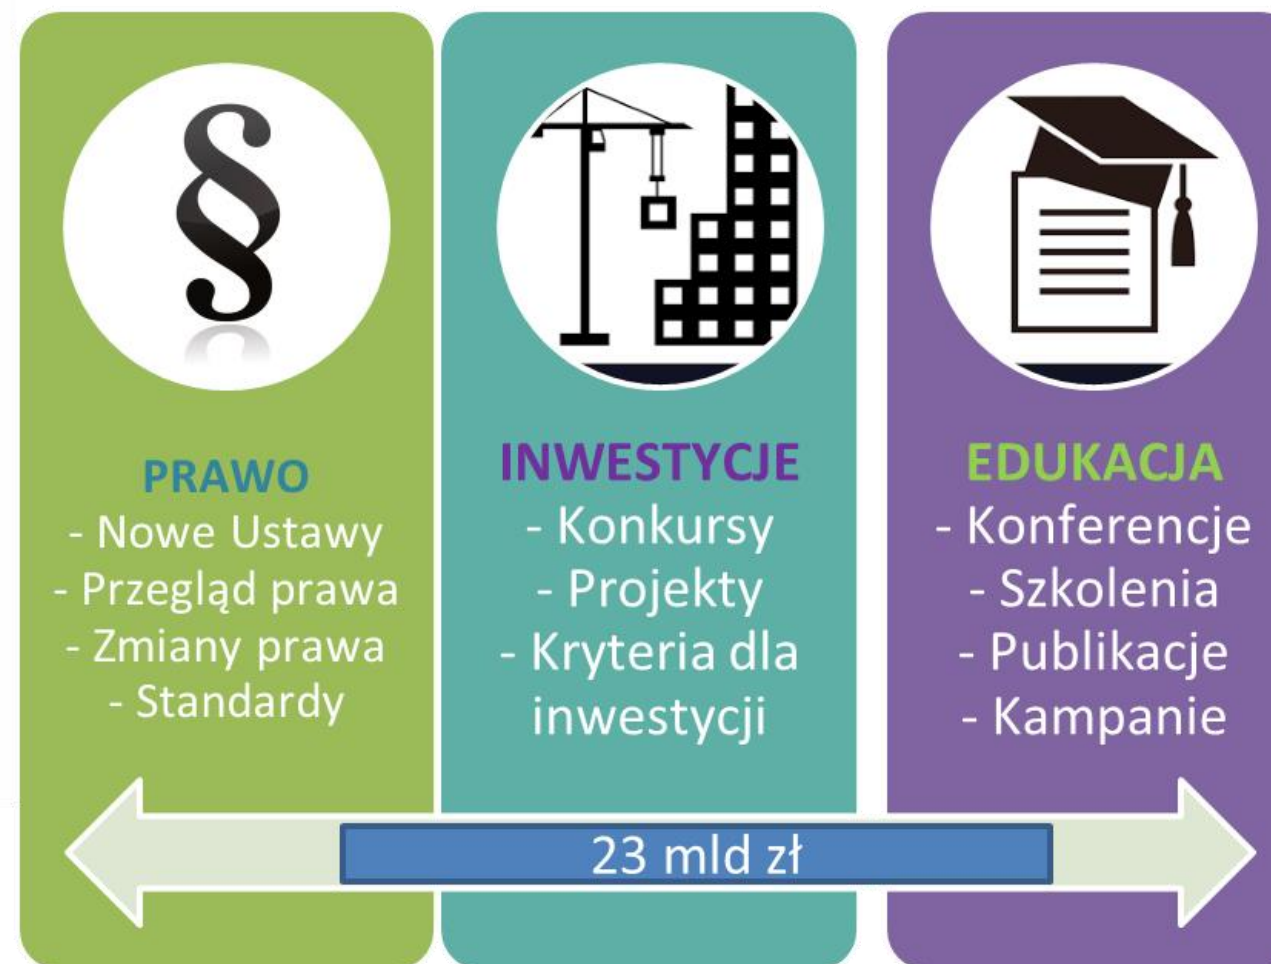 PRAWO
- Nowe Ustawy
- Przegląd prawa
- Zmiany prawa
- Standardy
INWESTYCJE
- Konkursy
- Projekty
- Kryteria dla
inwestycji
EDUKACJA
- Konferencje
- Szkolenia
- Publikacje
- Kampanie
23 mld zł